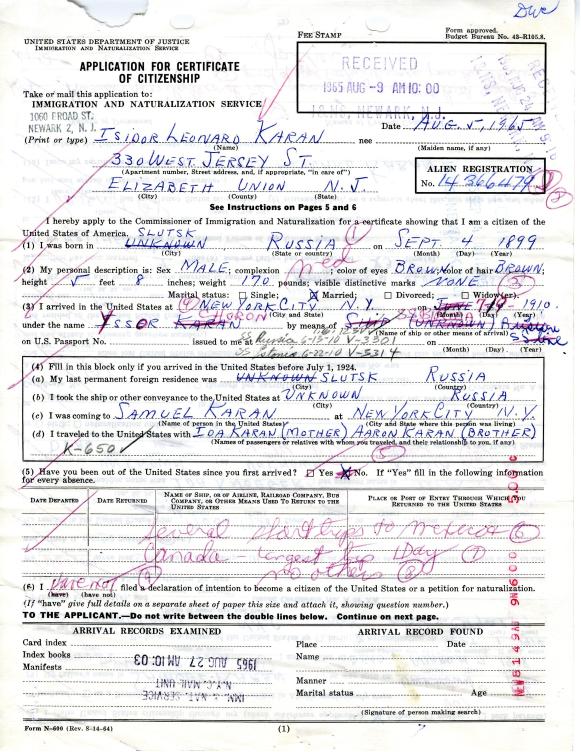 Dwc
UNITED STATES DEPARTMENT OF JUSTICE
IMMIGRATION AND NATURALIZATION SERVICE
FEE STAMP
Form approved.
Budget Bureau No. 43-R105.8.
APPLICATION FOR CERTIFICATE
OF CITIZENSHIP
RECEIVED
1965 AUG -9 AM 10:00
I&NS, NEWARK, N. J.
Take or mail this application to:
IMMIGRATION AND NATURALIZATION SERVICE
1060 BROAD ST.
NEWARK 2, N. J.
Date AUG. 5, 1965
(Print or type) ISIDOR LEONARD KARAN nee
(Name) (Maiden name, if any)
330 WEST JERSEY ST.
(Apartment number, Street address, and, if appropriate, "in care of")
ALIEN REGISTRATION
No. 14 366479
ELIZABETH UNION N. J.
(City) (County) (State)
See Instructions on Pages 5 and 6
I hereby apply to the Commissioner of Immigration and Naturalization for a certificate showing that I am a citizen of the
United States of America. SLUTSK
(1) I was born in UNKNOWN RUSSIA on SEPT. 4 1899
(City) (State or country) (Month) (Day) (Year)
(2) My personal description is: Sex MALE; complexion med; color of eyes BROWN; color of hair BROWN;
height 5 feet 8 inches; weight 170 pounds; visible distinctive marks NONE
Marital status: Single; Married; Divorced; Widow(er).
(3) I arrived in the United States at NEW YORK CITY N. Y. JUNE 1910.
(City and State) (Month) (Day) (Year)
under the name YSSOR KARAN by means of SHIP (UNKNOWN)
(Name of ship or other means of arrival)
on U.S. Passport No. issued to me at SS Russia 6-13-10 V-3301 on
(Month) (Day) (Year)
SS Estonia 6-22-10 V-5314
(4) Fill in this block only if you arrived in the United States before July 1, 1924.
(a) My last permanent foreign residence was UNKNOWN SLUTSK RUSSIA
(City) (Country)
(b) I took the ship or other conveyance to the United States at UNKNOWN RUSSIA
(City) (Country)
(c) I was coming to SAMUEL KARAN at NEW YORK CITY N. Y.
(Name of person in the United States) (City and State where this person was living)
(d) I traveled to the United States with IDA KARAN (MOTHER) AARON KARAN (BROTHER)
(Names of passengers or relatives with whom you traveled, and their relationship to you, if any)
K-650
(5) Have you been out of the United States since you first arrived? Yes No. If "Yes" fill in the following information
for every absence.
DATE DEPARTED DATE RETURNED NAME OF SHIP, OR OF AIRLINE, RAILROAD COMPANY, BUS COMPANY, OR OTHER MEANS USED TO RETURN TO THE UNITED STATES PLACE OR PORT OF ENTRY THROUGH WHICH YOU RETURNED TO THE UNITED STATES
Several short trips to Mexico 6
Canada - longest trip 1 Day 7
no others 8
(6) I have not filed a declaration of intention to become a citizen of the United States or a petition for naturalization.
(have) (have not)
(If "have" give full details on a separate sheet of paper this size and attach it, showing question number.)
TO THE APPLICANT.—Do not write between the double lines below. Continue on next page.
ARRIVAL RECORDS EXAMINED
Card index
Index books
Manifests
1965 AUG 27 AM 10: 03
IMM. & NAT. SERVICE
N.Y.C. MAIL UNIT
ARRIVAL RECORD FOUND
Place Date
Name
Manner
Marital status Age
(Signature of person making search)
Form N-600 (Rev. 8-14-64) (1)